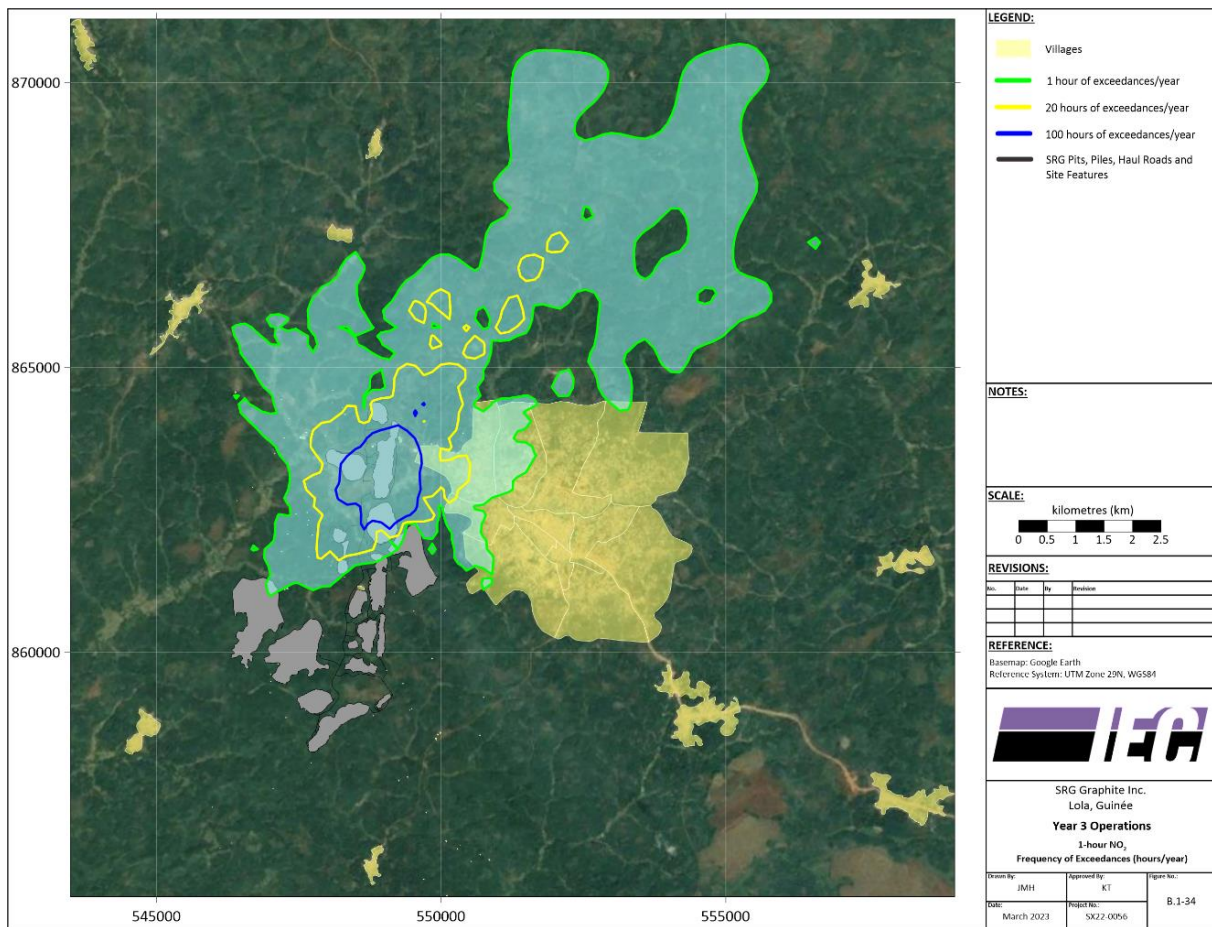 870000
865000
860000
545000
550000
555000
LEGEND:
Villages
1 hour of exceedances/year
20 hours of exceedances/year
100 hours of exceedances/year
SRG Pits, Piles, Haul Roads and
Site Features
NOTES:
SCALE:
kilometres (km)
0 0.5 1 1.5 2 2.5
REVISIONS:
No. Date By Revision
REFERENCE:
Basemap: Google Earth
Reference System: UTM Zone 29N, WGS84
IEC
SRG Graphite Inc.
Lola, Guinée
Year 3 Operations
1-hour NO₂
Frequency of Exceedances (hours/year)
Drawn By: Approved By: Figure No.:
JMH KT B.1-34
Date: Project No.:
March 2023 SX22-0056